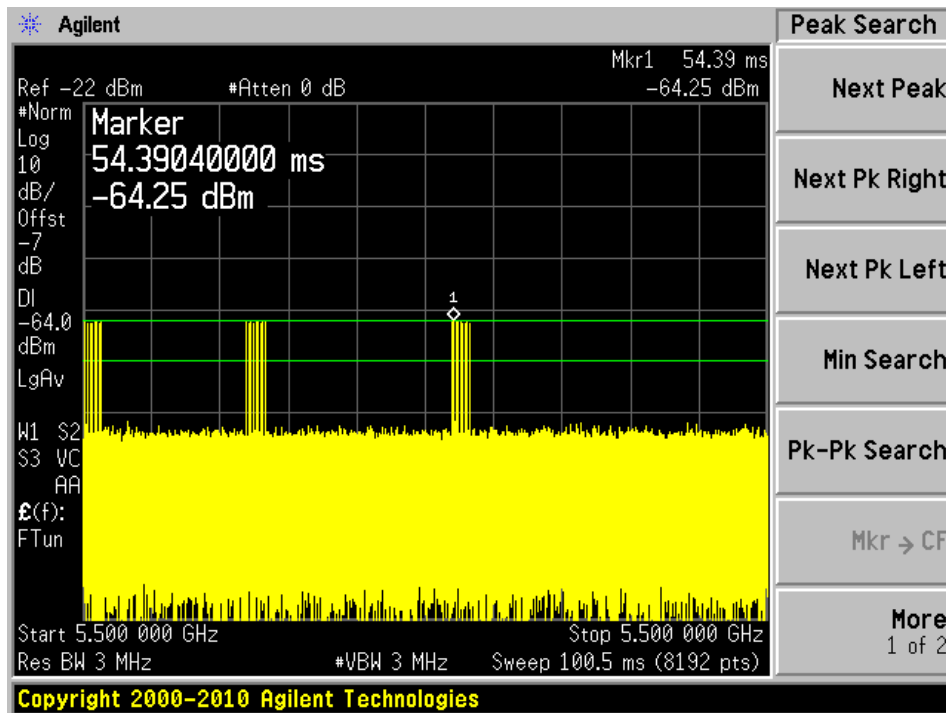 Agilent
Peak Search
Mkr1 54.39 ms
Ref -22 dBm #Atten 0 dB -64.25 dBm
#Norm
Log
10
dB/
Offst
-7
dB
DI
-64.0
dBm
LgAv
W1 S2
S3 VC
AA
£(f):
FTun
Marker
54.39040000 ms
-64.25 dBm
1
Start 5.500 000 GHz Stop 5.500 000 GHz
Res BW 3 MHz #VBW 3 MHz Sweep 100.5 ms (8192 pts)
Next Peak
Next Pk Right
Next Pk Left
Min Search
Pk-Pk Search
Mkr → CF
More
1 of 2
Copyright 2000-2010 Agilent Technologies